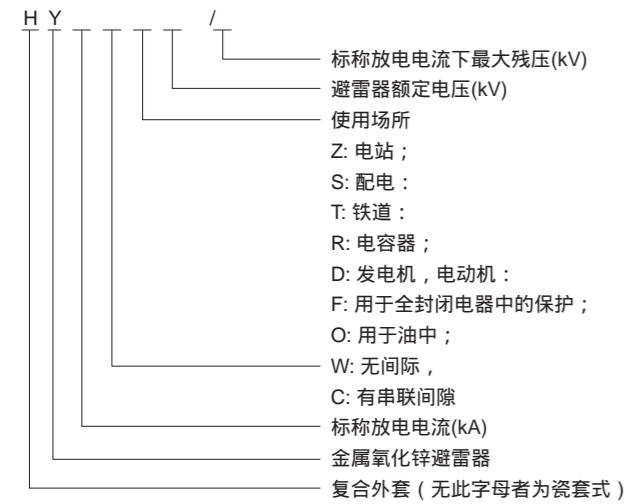 H Y /
标称放电电流下最大残压(kV)
避雷器额定电压(kV)
使用场所
Z: 电站；
S: 配电：
T: 铁道：
R: 电容器；
D: 发电机，电动机：
F: 用于全封闭电器中的保护；
O: 用于油中；
W: 无间际，
C: 有串联间隙
标称放电电流(kA)
金属氧化锌避雷器
复合外套（无此字母者为瓷套式）